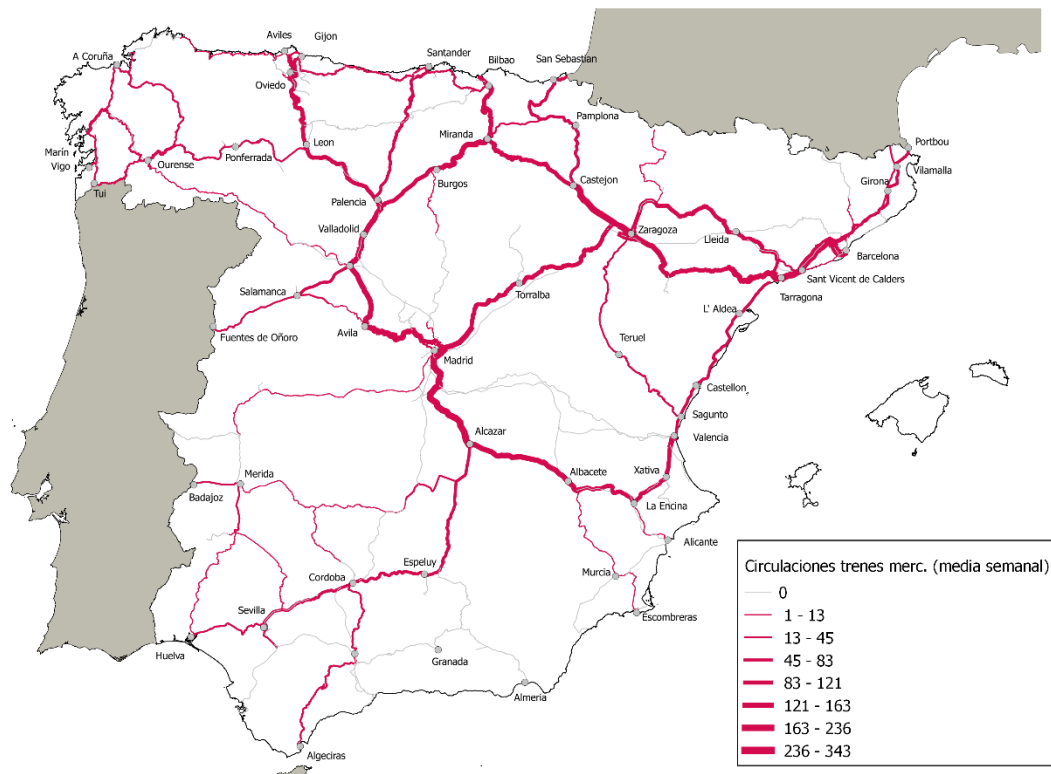 Aviles
Gijon
A Coruña
Santander
Bilbao
San Sebastian
Oviedo
Miranda
Pamplona
Leon
Portbou
Marín
Ourense
Ponferrada
Vigo
Burgos
Castejon
Vilamalla
Girona
Tui
Palencia
Valladolid
Zaragoza
Lleida
Barcelona
Salamanca
Torralba
Sant Vicent de Calders
Tarragona
L' Aldea
Fuentes de Oñoro
Avila
Madrid
Teruel
Castellon
Sagunto
Alcazar
Valencia
Merida
Albacete
Xativa
Badajoz
La Encina
Alicante
Cordoba
Espeluy
Murcia
Sevilla
Escombreras
Huelva
Granada
Almeria
Algeciras
Circulaciones trenes merc. (media semanal)
0
1 - 13
13 - 45
45 - 83
83 - 121
121 - 163
163 - 236
236 - 343